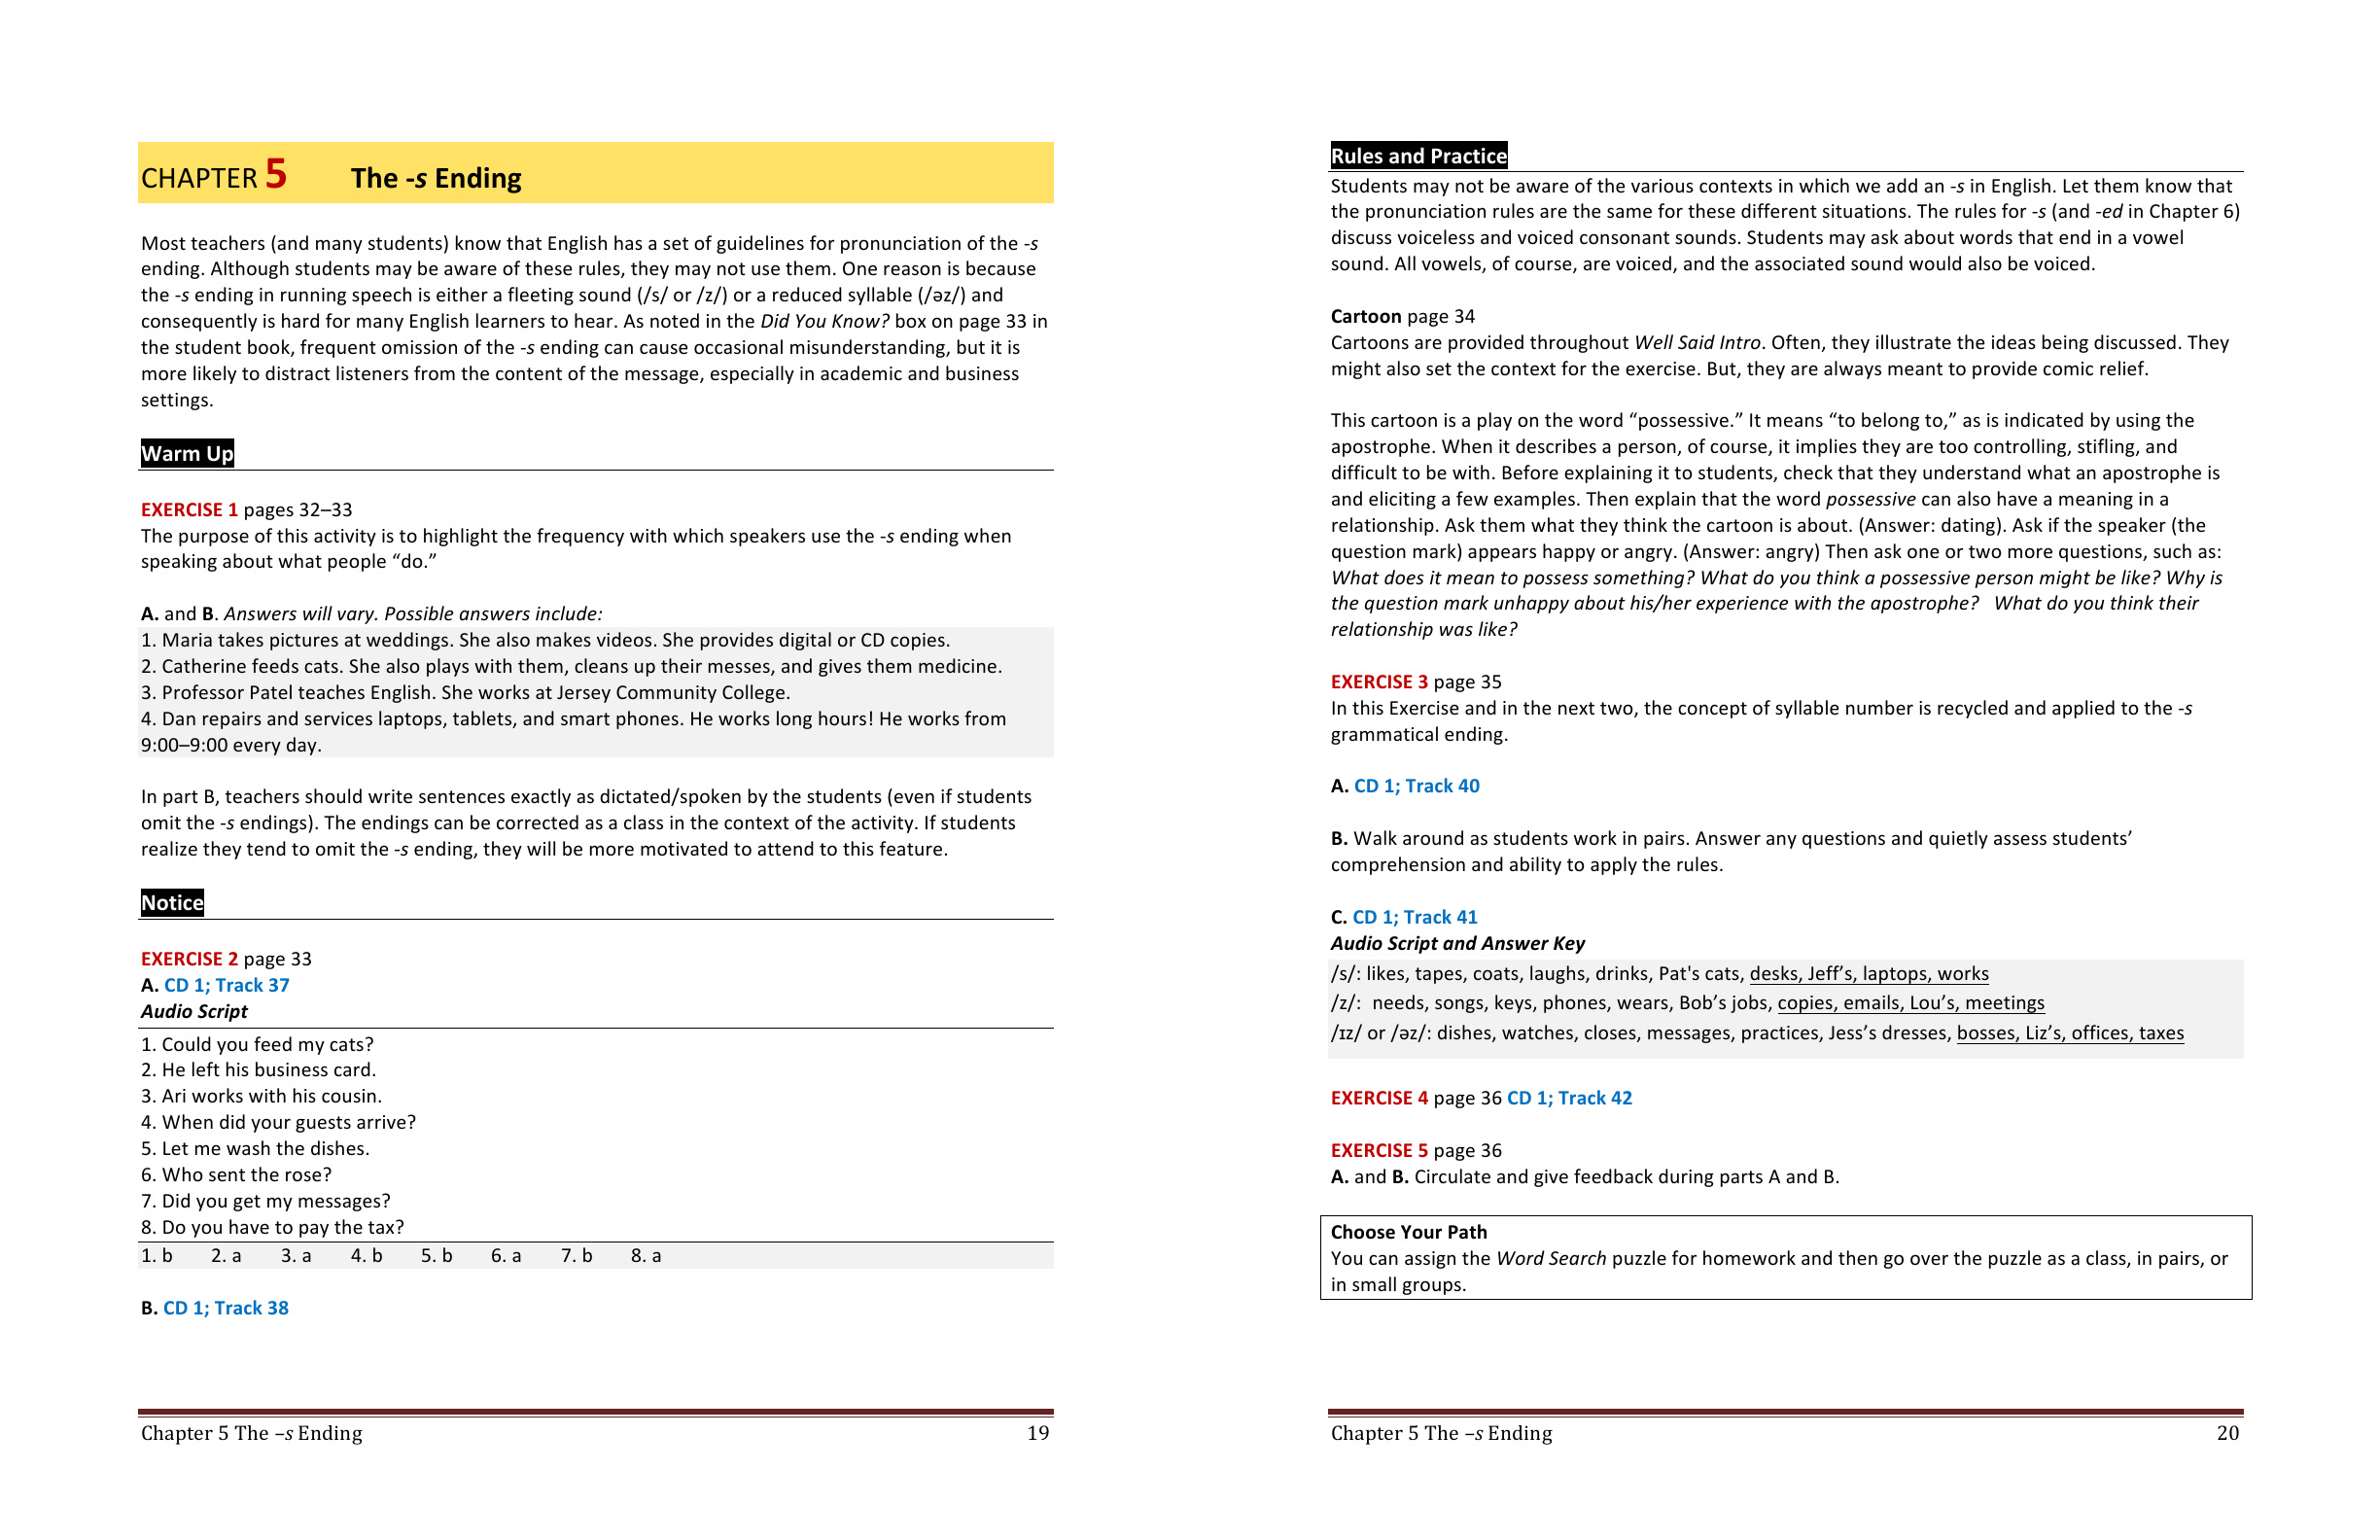 CHAPTER 5 The -s Ending
Most teachers (and many students) know that English has a set of guidelines for pronunciation of the -s
ending. Although students may be aware of these rules, they may not use them. One reason is because
the -s ending in running speech is either a fleeting sound (/s/ or /z/) or a reduced syllable (/əz/) and
consequently is hard for many English learners to hear. As noted in the Did You Know? box on page 33 in
the student book, frequent omission of the -s ending can cause occasional misunderstanding, but it is
more likely to distract listeners from the content of the message, especially in academic and business
settings.
Warm Up
EXERCISE 1 pages 32–33
The purpose of this activity is to highlight the frequency with which speakers use the -s ending when
speaking about what people “do.”
A. and B. Answers will vary. Possible answers include:
1. Maria takes pictures at weddings. She also makes videos. She provides digital or CD copies.
2. Catherine feeds cats. She also plays with them, cleans up their messes, and gives them medicine.
3. Professor Patel teaches English. She works at Jersey Community College.
4. Dan repairs and services laptops, tablets, and smart phones. He works long hours! He works from
9:00–9:00 every day.
In part B, teachers should write sentences exactly as dictated/spoken by the students (even if students
omit the -s endings). The endings can be corrected as a class in the context of the activity. If students
realize they tend to omit the -s ending, they will be more motivated to attend to this feature.
Notice
EXERCISE 2 page 33
A. CD 1; Track 37
Audio Script
1. Could you feed my cats?
2. He left his business card.
3. Ari works with his cousin.
4. When did your guests arrive?
5. Let me wash the dishes.
6. Who sent the rose?
7. Did you get my messages?
8. Do you have to pay the tax?
1. b 2. a 3. a 4. b 5. b 6. a 7. b 8. a
B. CD 1; Track 38
Chapter 5 The –s Ending 19
Rules and Practice
Students may not be aware of the various contexts in which we add an -s in English. Let them know that
the pronunciation rules are the same for these different situations. The rules for -s (and -ed in Chapter 6)
discuss voiceless and voiced consonant sounds. Students may ask about words that end in a vowel
sound. All vowels, of course, are voiced, and the associated sound would also be voiced.
Cartoon page 34
Cartoons are provided throughout Well Said Intro. Often, they illustrate the ideas being discussed. They
might also set the context for the exercise. But, they are always meant to provide comic relief.
This cartoon is a play on the word “possessive.” It means “to belong to,” as is indicated by using the
apostrophe. When it describes a person, of course, it implies they are too controlling, stifling, and
difficult to be with. Before explaining it to students, check that they understand what an apostrophe is
and eliciting a few examples. Then explain that the word possessive can also have a meaning in a
relationship. Ask them what they think the cartoon is about. (Answer: dating). Ask if the speaker (the
question mark) appears happy or angry. (Answer: angry) Then ask one or two more questions, such as:
What does it mean to possess something? What do you think a possessive person might be like? Why is
the question mark unhappy about his/her experience with the apostrophe? What do you think their
relationship was like?
EXERCISE 3 page 35
In this Exercise and in the next two, the concept of syllable number is recycled and applied to the -s
grammatical ending.
A. CD 1; Track 40
B. Walk around as students work in pairs. Answer any questions and quietly assess students’
comprehension and ability to apply the rules.
C. CD 1; Track 41
Audio Script and Answer Key
/s/: likes, tapes, coats, laughs, drinks, Pat's cats, desks, Jeff’s, laptops, works
/z/: needs, songs, keys, phones, wears, Bob’s jobs, copies, emails, Lou’s, meetings
/ɪz/ or /əz/: dishes, watches, closes, messages, practices, Jess’s dresses, bosses, Liz’s, offices, taxes
EXERCISE 4 page 36 CD 1; Track 42
EXERCISE 5 page 36
A. and B. Circulate and give feedback during parts A and B.
Choose Your Path
You can assign the Word Search puzzle for homework and then go over the puzzle as a class, in pairs, or
in small groups.
Chapter 5 The –s Ending 20